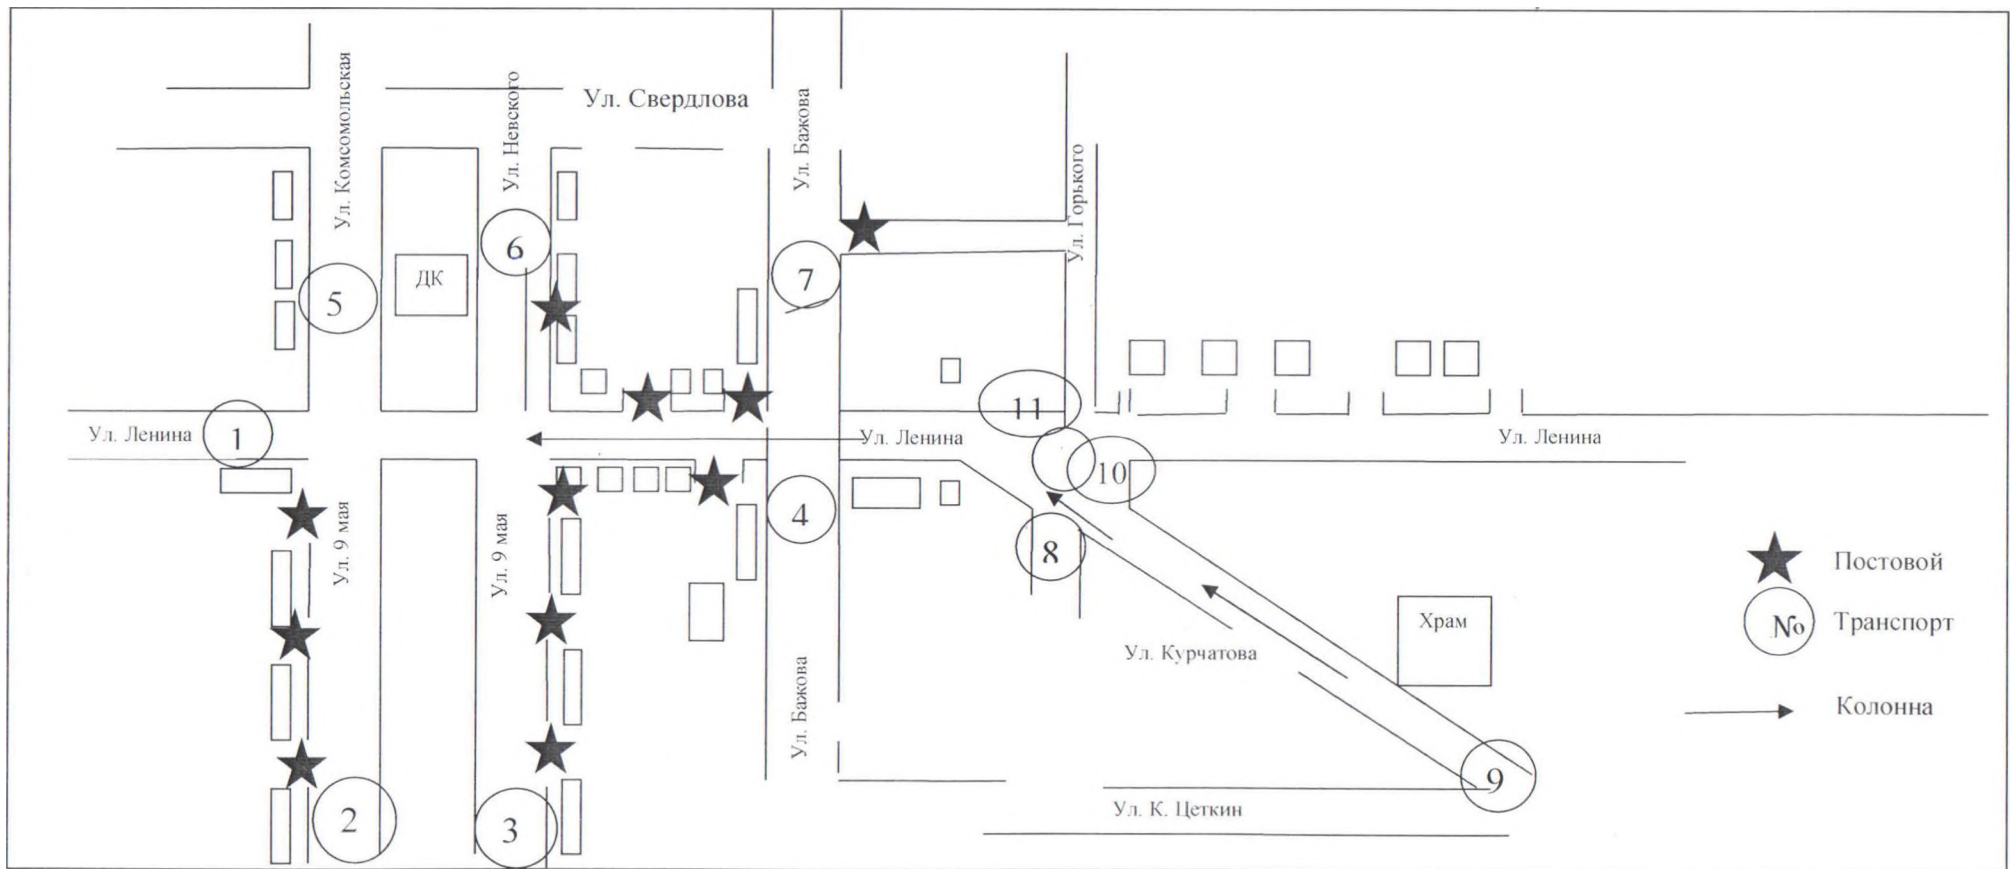 Ул. Комсомольская
Ул. Невского
Ул. Свердлова
Ул. Бажова
Ул. Горького
6
7
5
ДК
11
Ул. Ленина
1
Ул. Ленина
Ул. Ленина
10
4
8
Ул. 9 мая
Ул. 9 мая
Постовой
№
Транспорт
Храм
Ул. Курчатова
Колонна
Ул. Бажова
9
2
3
Ул. К. Цеткин